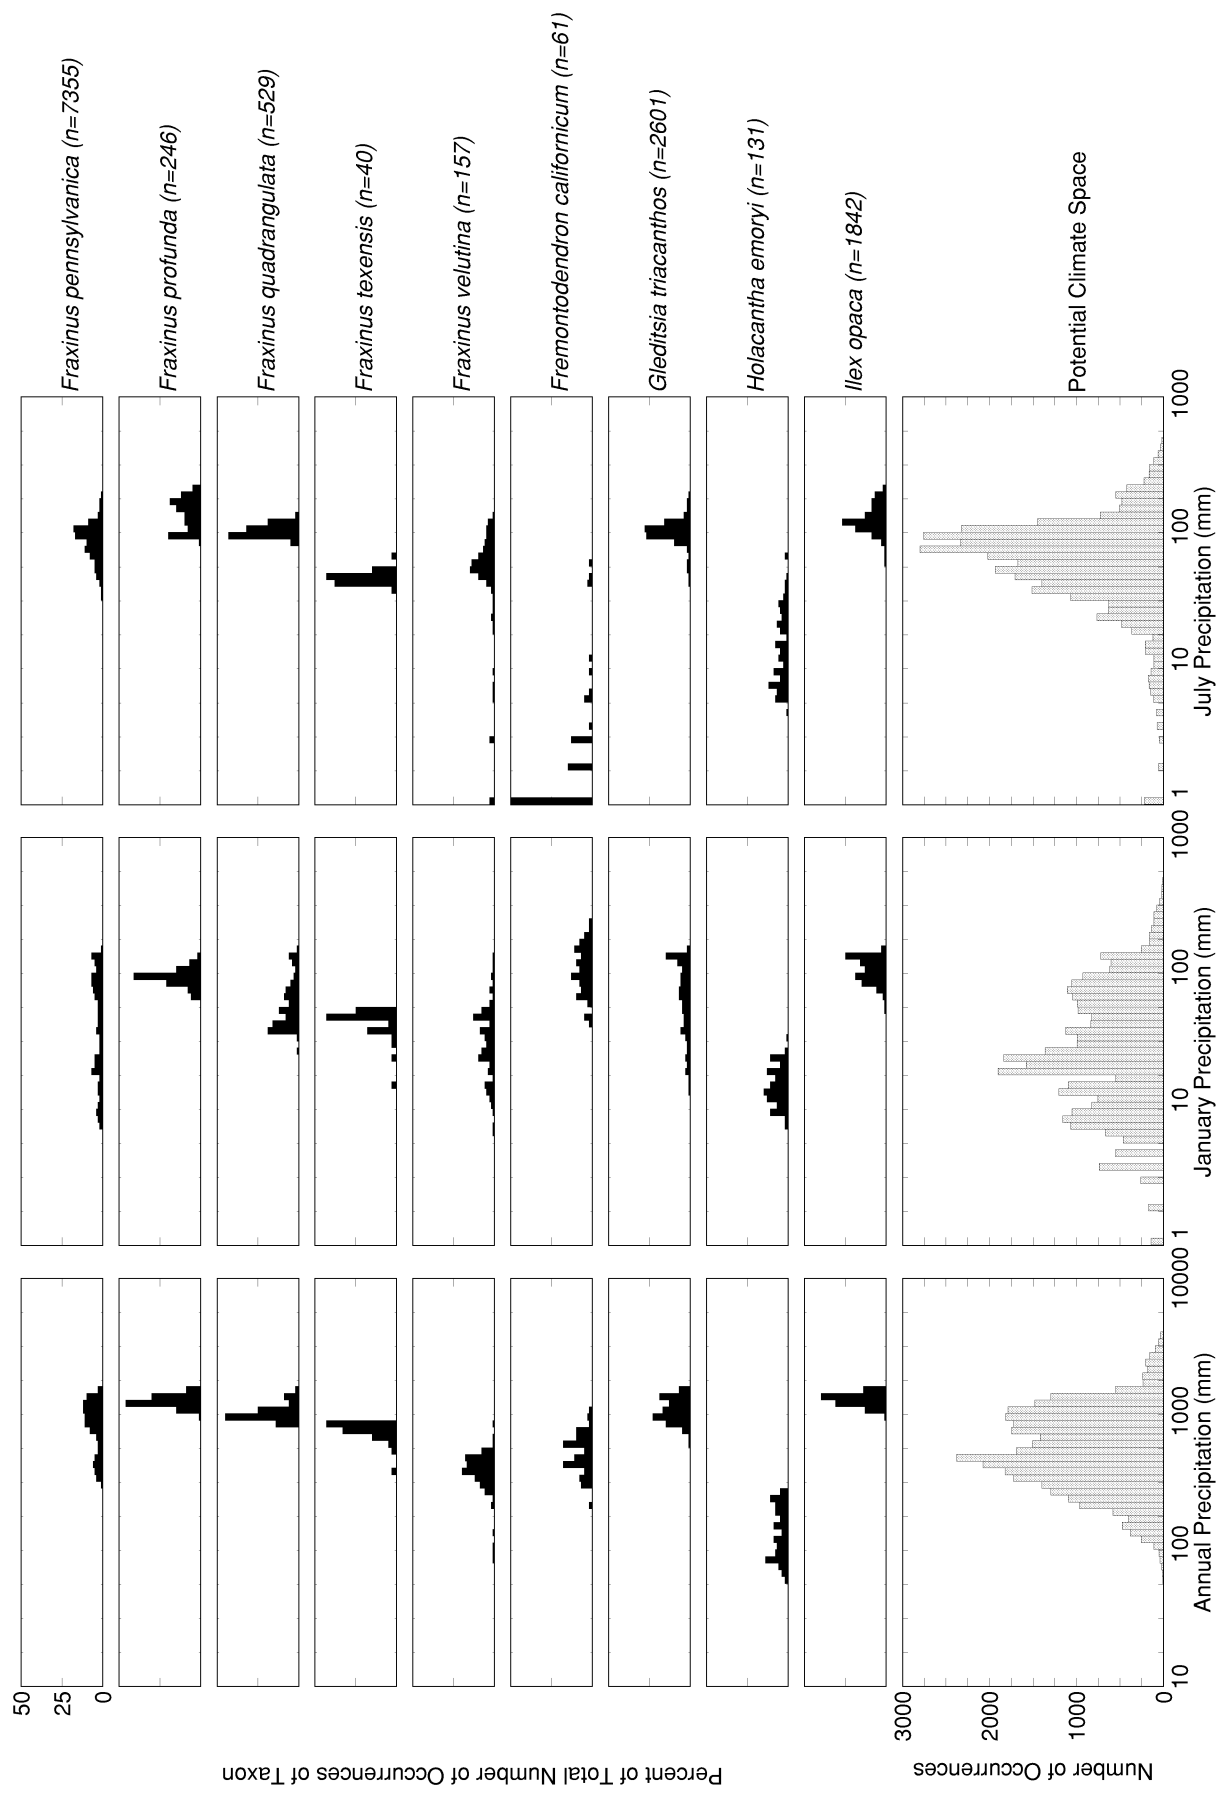 50
25
0
Fraxinus pennsylvanica (n=7355)
Fraxinus profunda (n=246)
Fraxinus quadrangulata (n=529)
Fraxinus texensis (n=40)
Fraxinus velutina (n=157)
Fremontodendron californicum (n=61)
Gleditsia triacanthos (n=2601)
Holacantha emoryi (n=131)
Ilex opaca (n=1842)
Potential Climate Space
Percent of Total Number of Occurrences of Taxon
Number of Occurrences
3000
2000
1000
0
10 100 1000 10000
Annual Precipitation (mm)
1 10 100 1000
January Precipitation (mm)
1 10 100 1000
July Precipitation (mm)